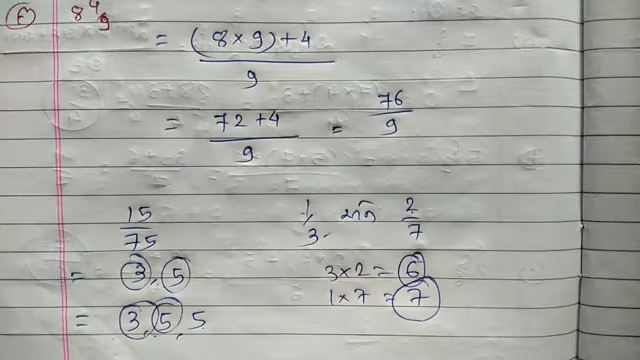 (F) 8 4/9
= (8×9)+4 / 9
= 72+4 / 9 = 76 / 9
15 / 75
= 3, 5
= 3, 5, 5
1 / 3 અને 2 / 7
3×2 = 6
1×7 = 7